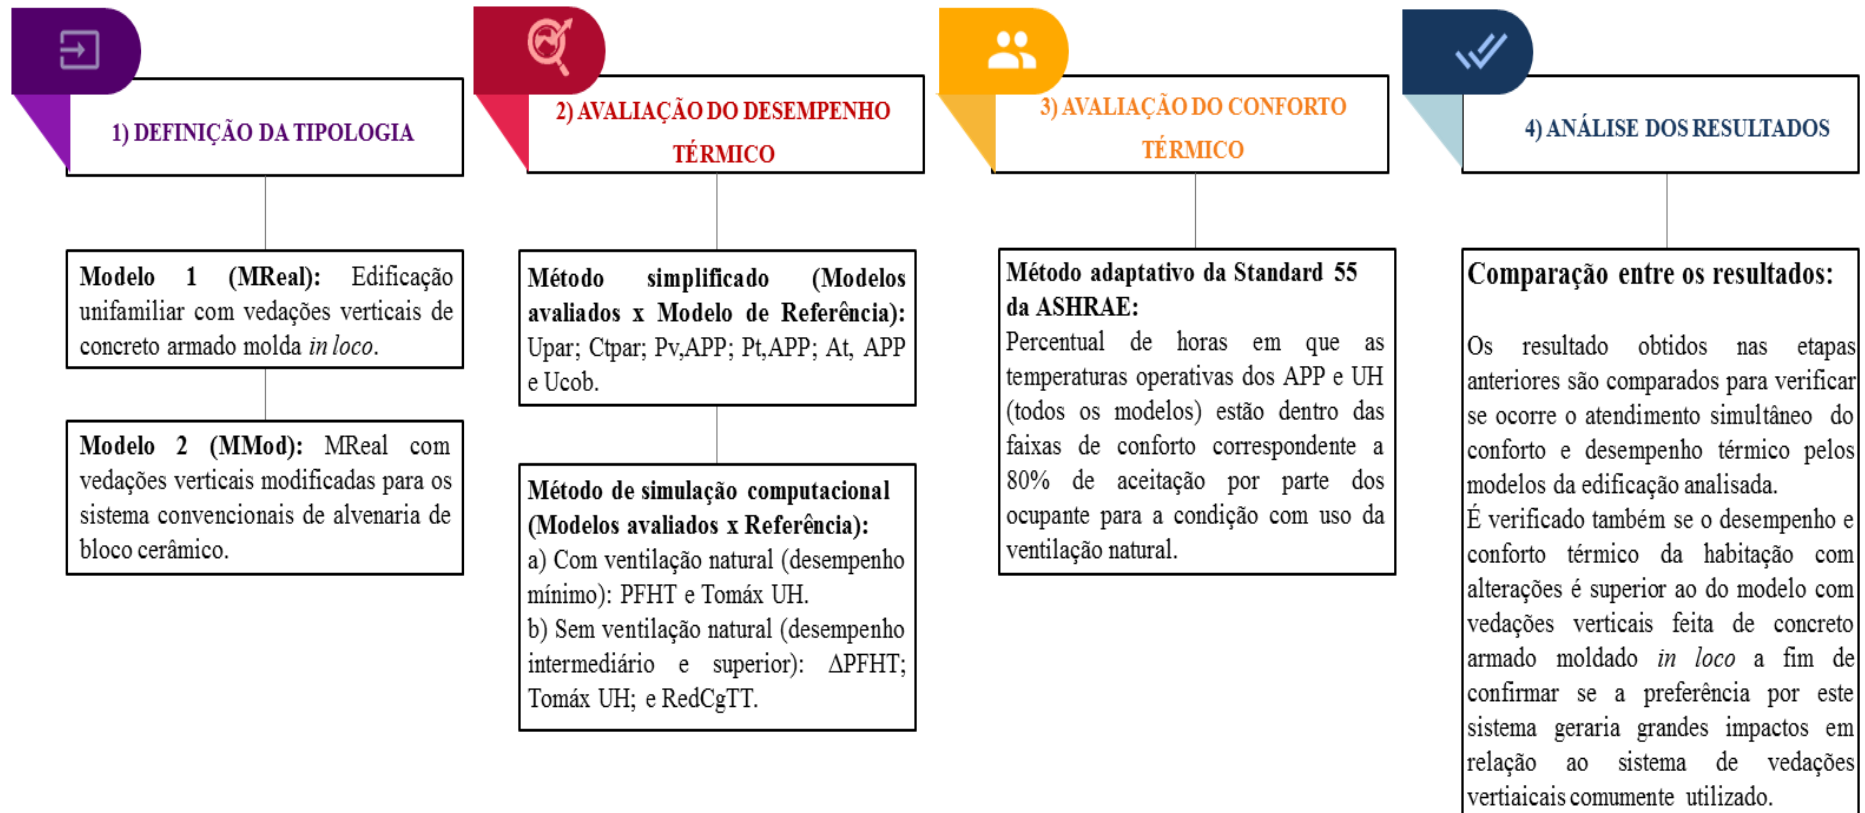 1) DEFINIÇÃO DA TIPOLOGIA
Modelo 1 (MReal): Edificação
unifamiliar com vedações verticais de
concreto armado molda in loco.
Modelo 2 (MMod): MReal com
vedações verticais modificadas para os
sistema convencionais de alvenaria de
bloco cerâmico.
2) AVALIAÇÃO DO DESEMPENHO
TÉRMICO
Método simplificado (Modelos
avaliados x Modelo de Referência):
Upar; Ctpar; Pv,APP; Pt,APP; At, APP
e Ucob.
Método de simulação computacional
(Modelos avaliados x Referência):
a) Com ventilação natural (desempenho
mínimo): PFHT e Tomáx UH.
b) Sem ventilação natural (desempenho
intermediário e superior): ΔPFHT;
Tomáx UH; e RedCgTT.
3) AVALIAÇÃO DO CONFORTO
TÉRMICO
Método adaptativo da Standard 55
da ASHRAE:
Percentual de horas em que as
temperaturas operativas dos APP e UH
(todos os modelos) estão dentro das
faixas de conforto correspondente a
80% de aceitação por parte dos
ocupante para a condição com uso da
ventilação natural.
4) ANÁLISE DOS RESULTADOS
Comparação entre os resultados:
Os resultado obtidos nas etapas
anteriores são comparados para verificar
se ocorre o atendimento simultâneo do
conforto e desempenho térmico pelos
modelos da edificação analisada.
É verificado também se o desempenho e
conforto térmico da habitação com
alterações é superior ao do modelo com
vedações verticais feita de concreto
armado moldado in loco a fim de
confirmar se a preferência por este
sistema geraria grandes impactos em
relação ao sistema de vedações
vertiaicais comumente utilizado.